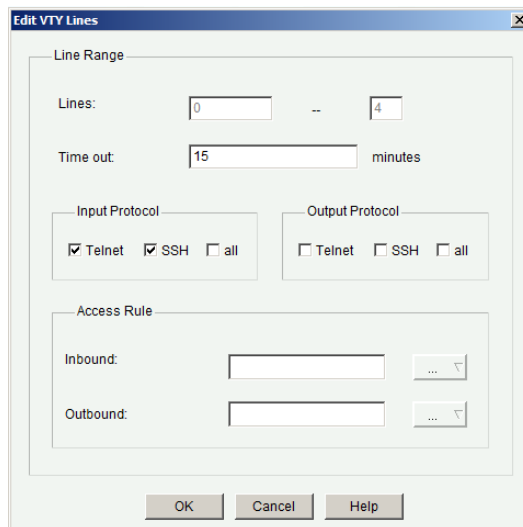 Edit VTY Lines
Line Range
Lines: 0 -- 4
Time out: 15 minutes
Input Protocol Output Protocol
Telnet SSH all Telnet SSH all
Access Rule
Inbound: ...
Outbound: ...
OK Cancel Help